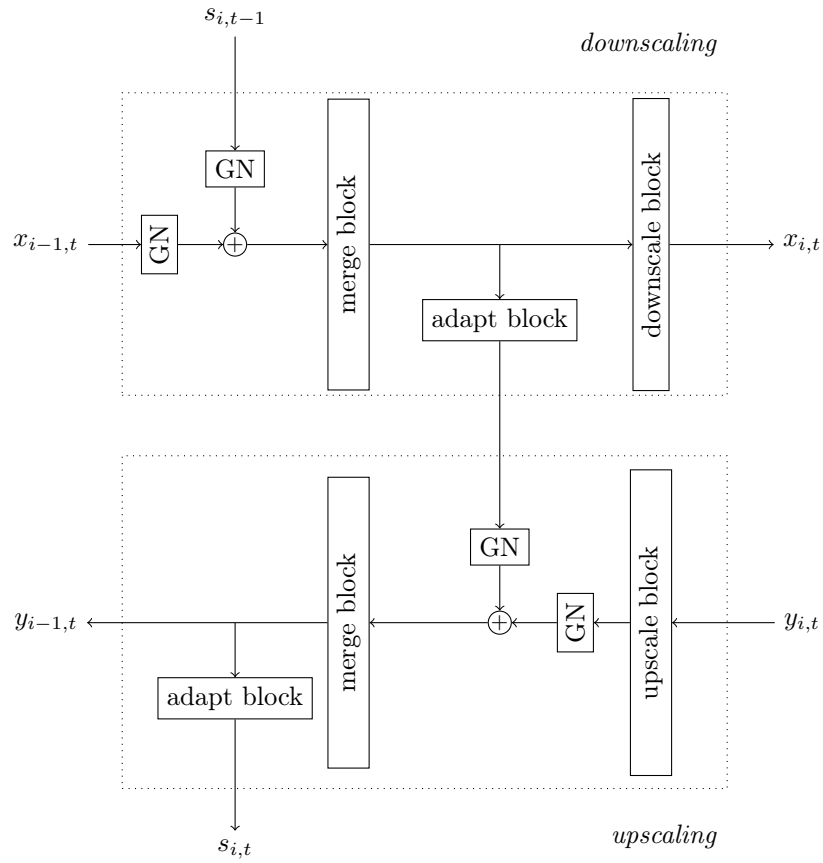 s_{i,t−1}
downscaling
GN
x_{i−1,t}
GN
+
merge block
adapt block
downscale block
x_{i,t}
GN
y_{i−1,t}
adapt block
merge block
+
GN
upscale block
y_{i,t}
s_{i,t}
upscaling